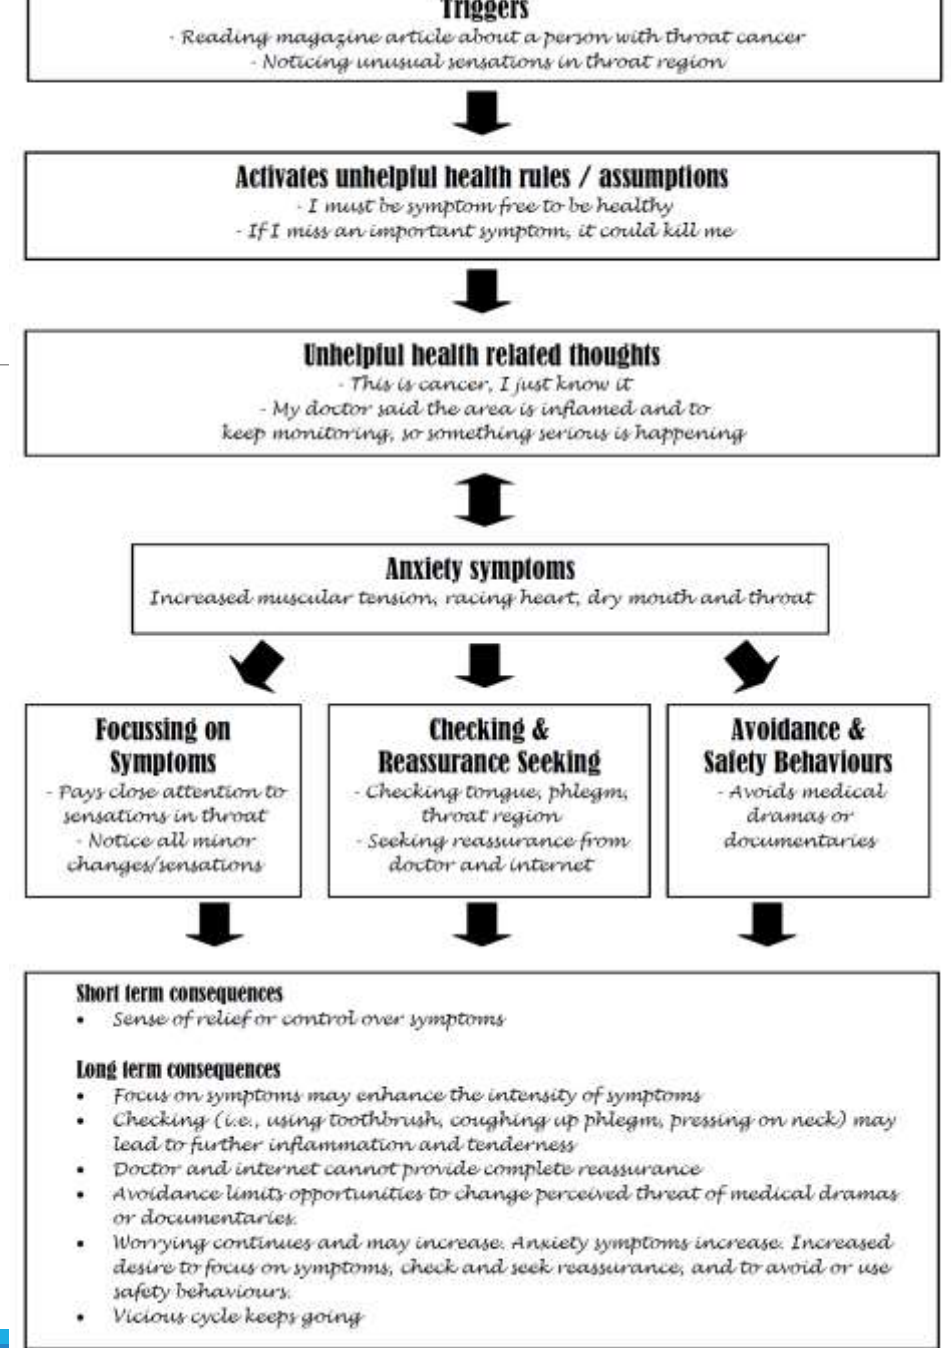 Triggers
- Reading magazine article about a person with throat cancer
- Noticing unusual sensations in throat region
Activates unhelpful health rules / assumptions
- I must be symptom free to be healthy
- If I miss an important symptom, it could kill me
Unhelpful health related thoughts
- This is cancer, I just know it
- My doctor said the area is inflamed and to
keep monitoring, so something serious is happening
Anxiety symptoms
Increased muscular tension, racing heart, dry mouth and throat
Focussing on
Symptoms
- Pays close attention to
sensations in throat
- Notice all minor
changes/sensations
Checking &
Reassurance Seeking
- Checking tongue, phlegm,
throat region
- Seeking reassurance from
doctor and internet
Avoidance &
Safety Behaviours
- Avoids medical
dramas or
documentaries
Short term consequences
• Sense of relief or control over symptoms
Long term consequences
• Focus on symptoms may enhance the intensity of symptoms
• Checking (i.e., using toothbrush, coughing up phlegm, pressing on neck) may
lead to further inflammation and tenderness
• Doctor and internet cannot provide complete reassurance
• Avoidance limits opportunities to change perceived threat of medical dramas
or documentaries.
• Worrying continues and may increase. Anxiety symptoms increase. Increased
desire to focus on symptoms, check and seek reassurance, and to avoid or use
safety behaviours.
• Vicious cycle keeps going